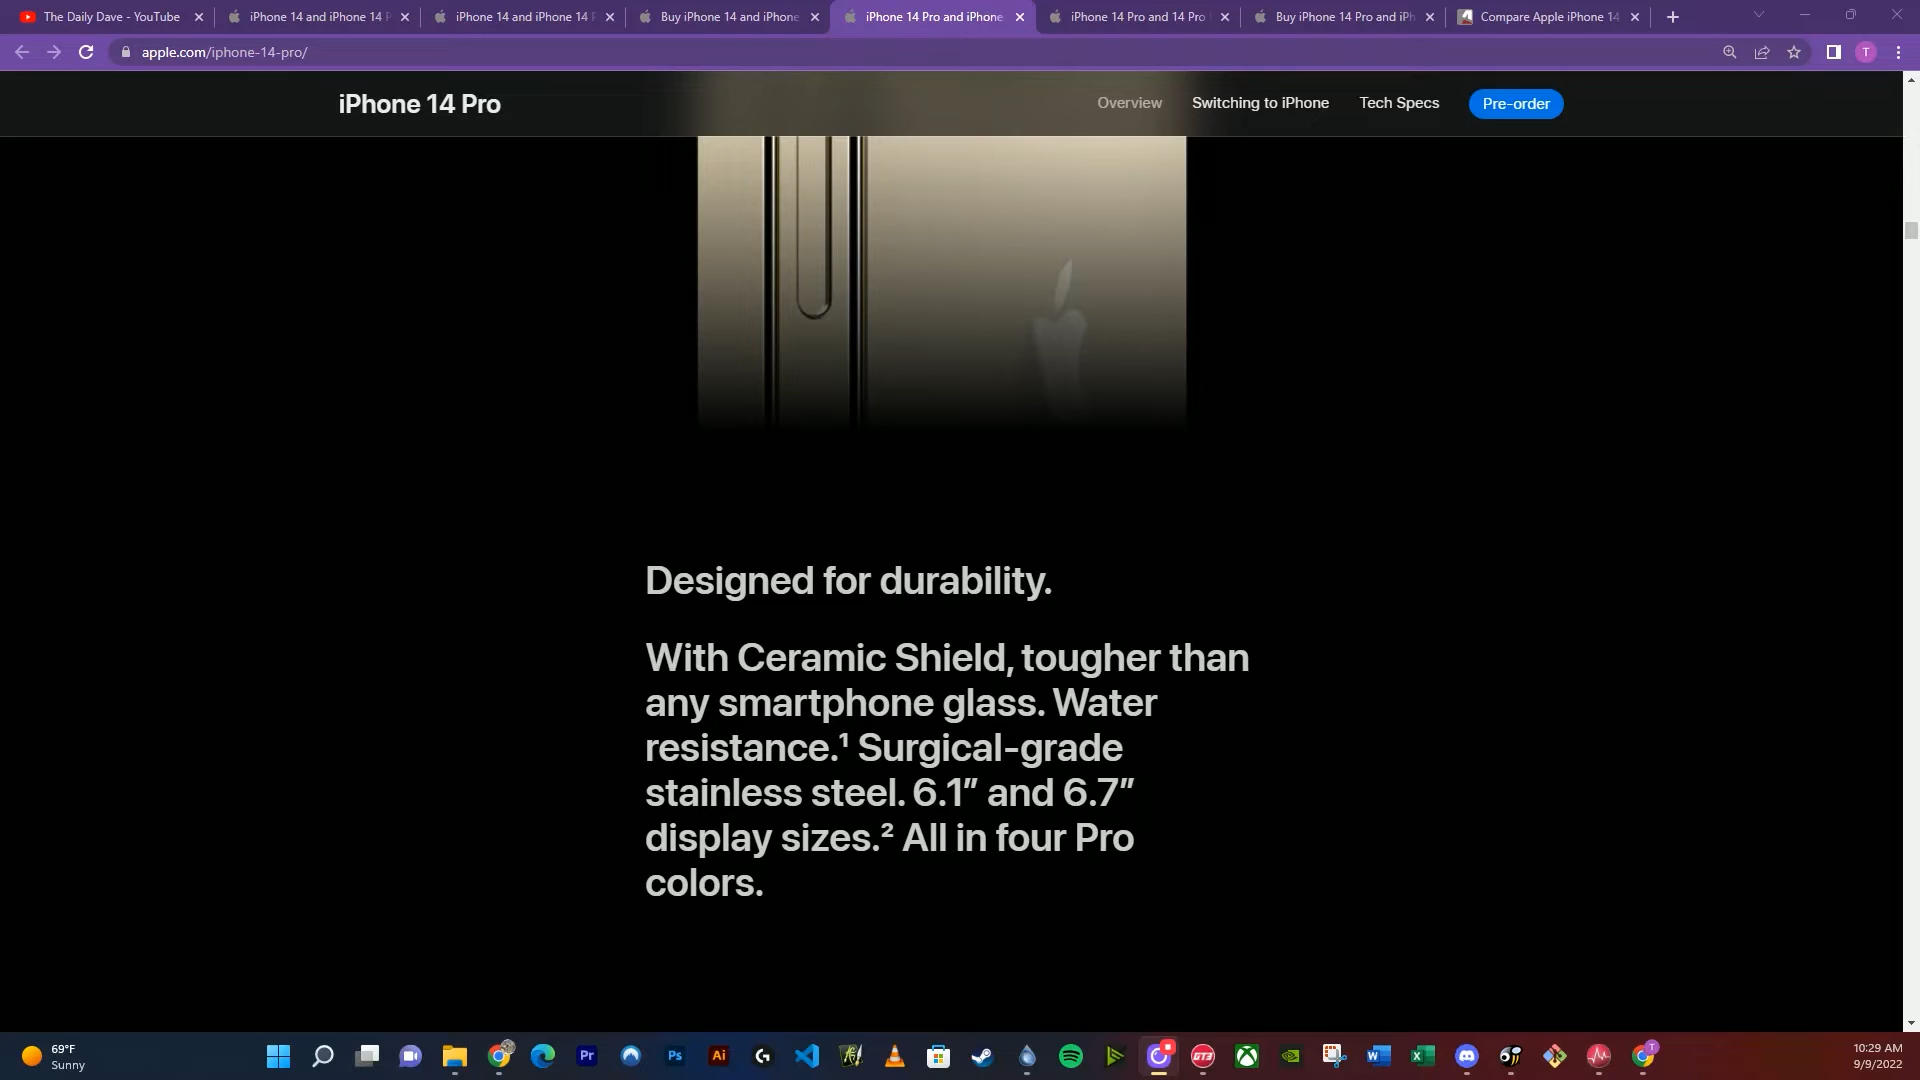 The Daily Dave - YouTube
iPhone 14 and iPhone 14 P
iPhone 14 and iPhone 14 P
Buy iPhone 14 and iPhone
iPhone 14 Pro and iPhone
iPhone 14 Pro and 14 Pro
Buy iPhone 14 Pro and iPh
Compare Apple iPhone 14
apple.com/iphone-14-pro/
T
iPhone 14 Pro
Overview
Switching to iPhone
Tech Specs
Pre-order
Designed for durability.
With Ceramic Shield, tougher than
any smartphone glass. Water
resistance.¹ Surgical-grade
stainless steel. 6.1″ and 6.7″
display sizes.² All in four Pro
colors.
69°F
Sunny
Pr
Ps
Ai
GT3
W
X
T
10:29 AM
9/9/2022